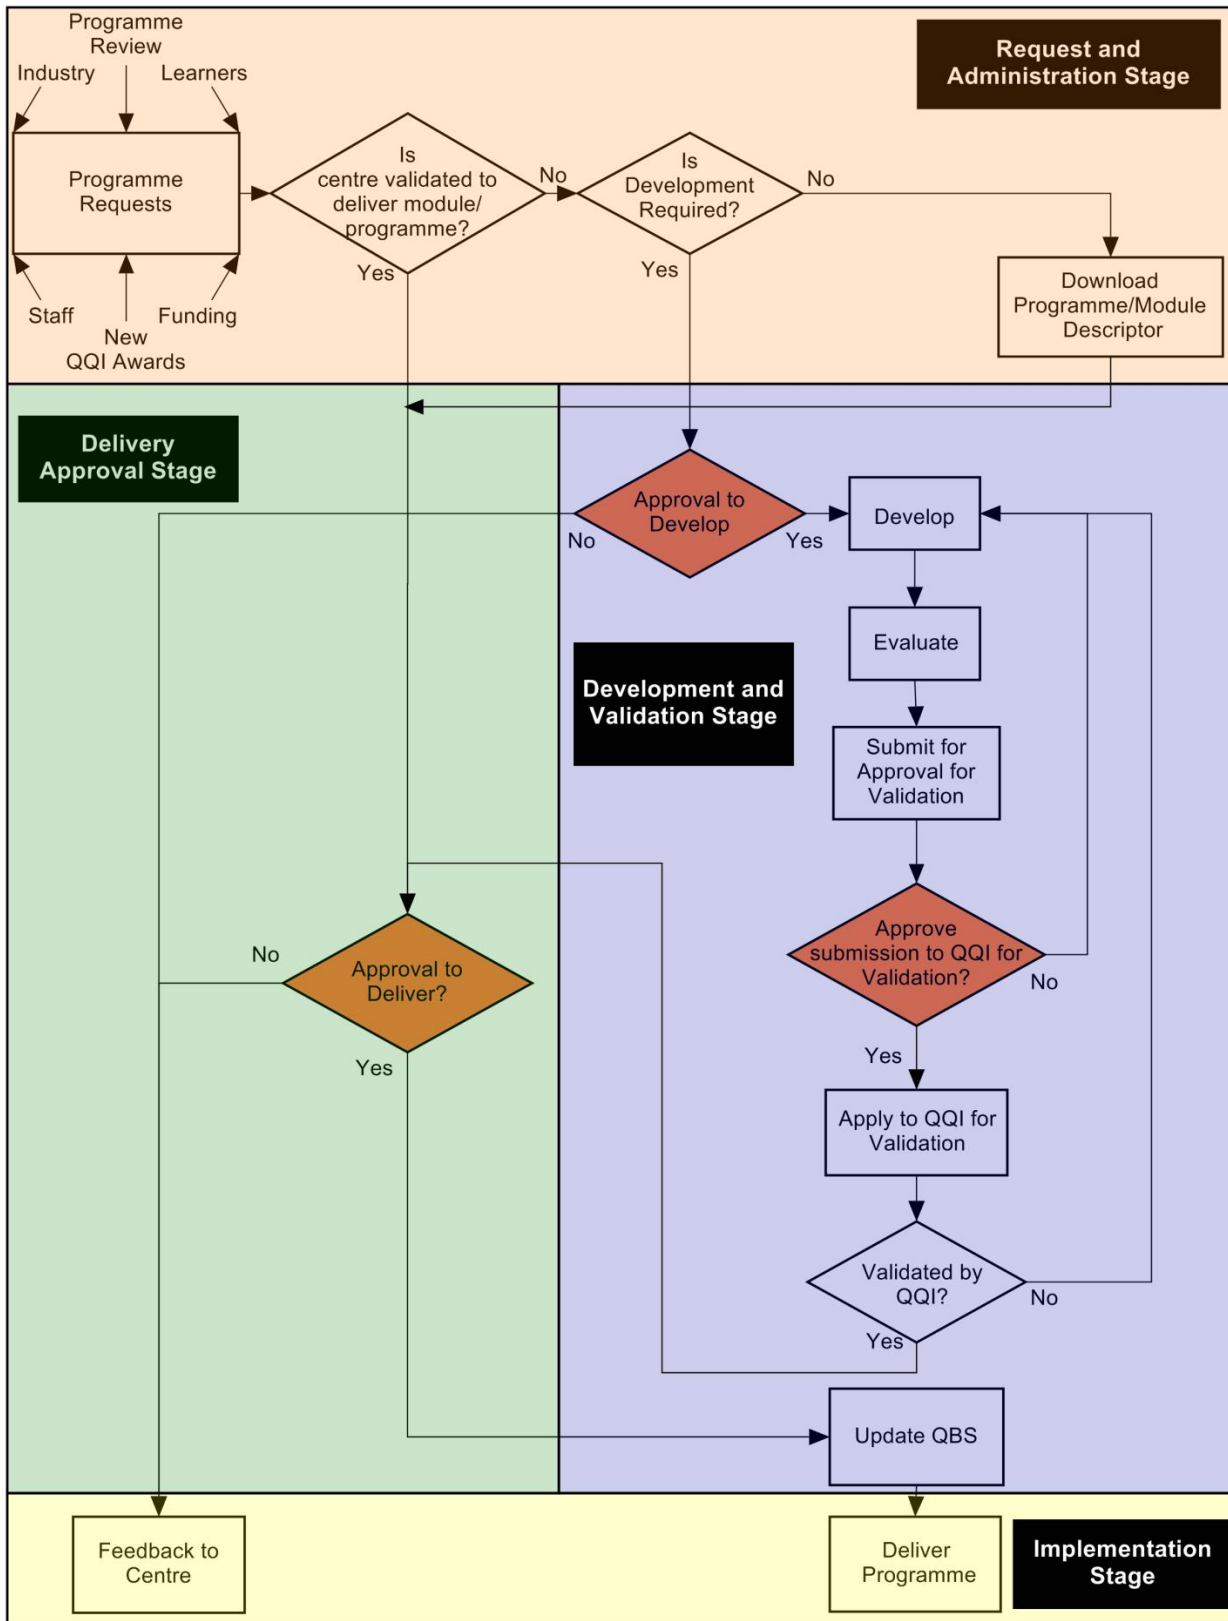 Programme
Review
Industry
Learners
Request and
Administration Stage
Programme
Requests
Is
centre validated to
deliver module/
programme?
No
Is
Development
Required?
No
Yes
Yes
Staff
New
QQI Awards
Funding
Download
Programme/Module
Descriptor
Delivery
Approval Stage
Approval to
Develop
No
Yes
Develop
Evaluate
Development and
Validation Stage
Submit for
Approval for
Validation
Approve
submission to QQI for
Validation?
No
Yes
No
Approval to
Deliver?
Yes
Apply to QQI for
Validation
Validated by
QQI?
No
Yes
Update QBS
Feedback to
Centre
Deliver
Programme
Implementation
Stage